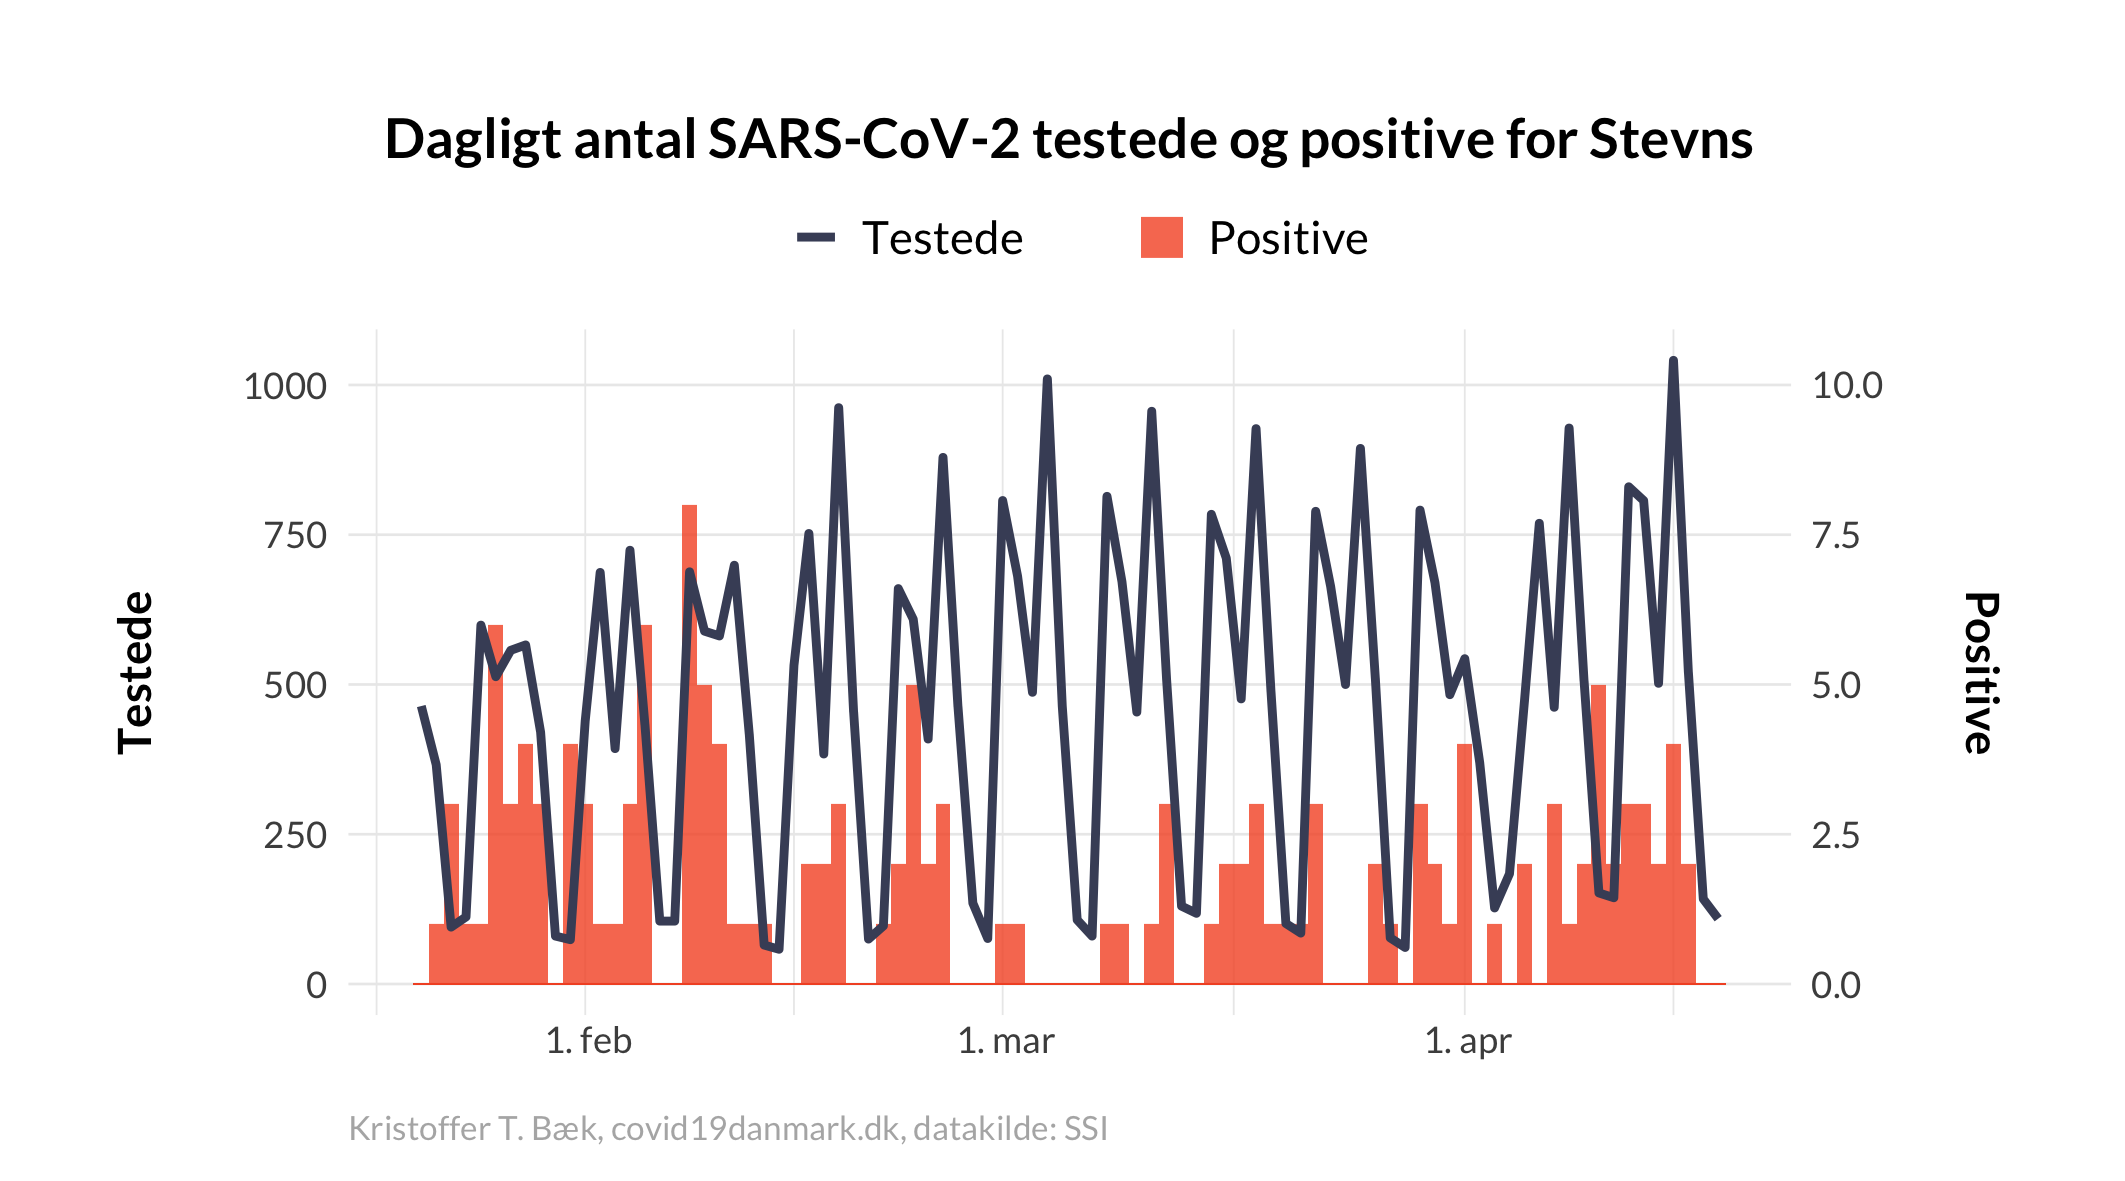 Dagligt antal SARS-CoV-2 testede og positive for Stevns
Testede
Positive
1000
750
500
250
0
10.0
7.5
5.0
2.5
0.0
Testede
Positive
1. feb
1. mar
1. apr
Kristoffer T. Bæk, covid19danmark.dk, datakilde: SSI